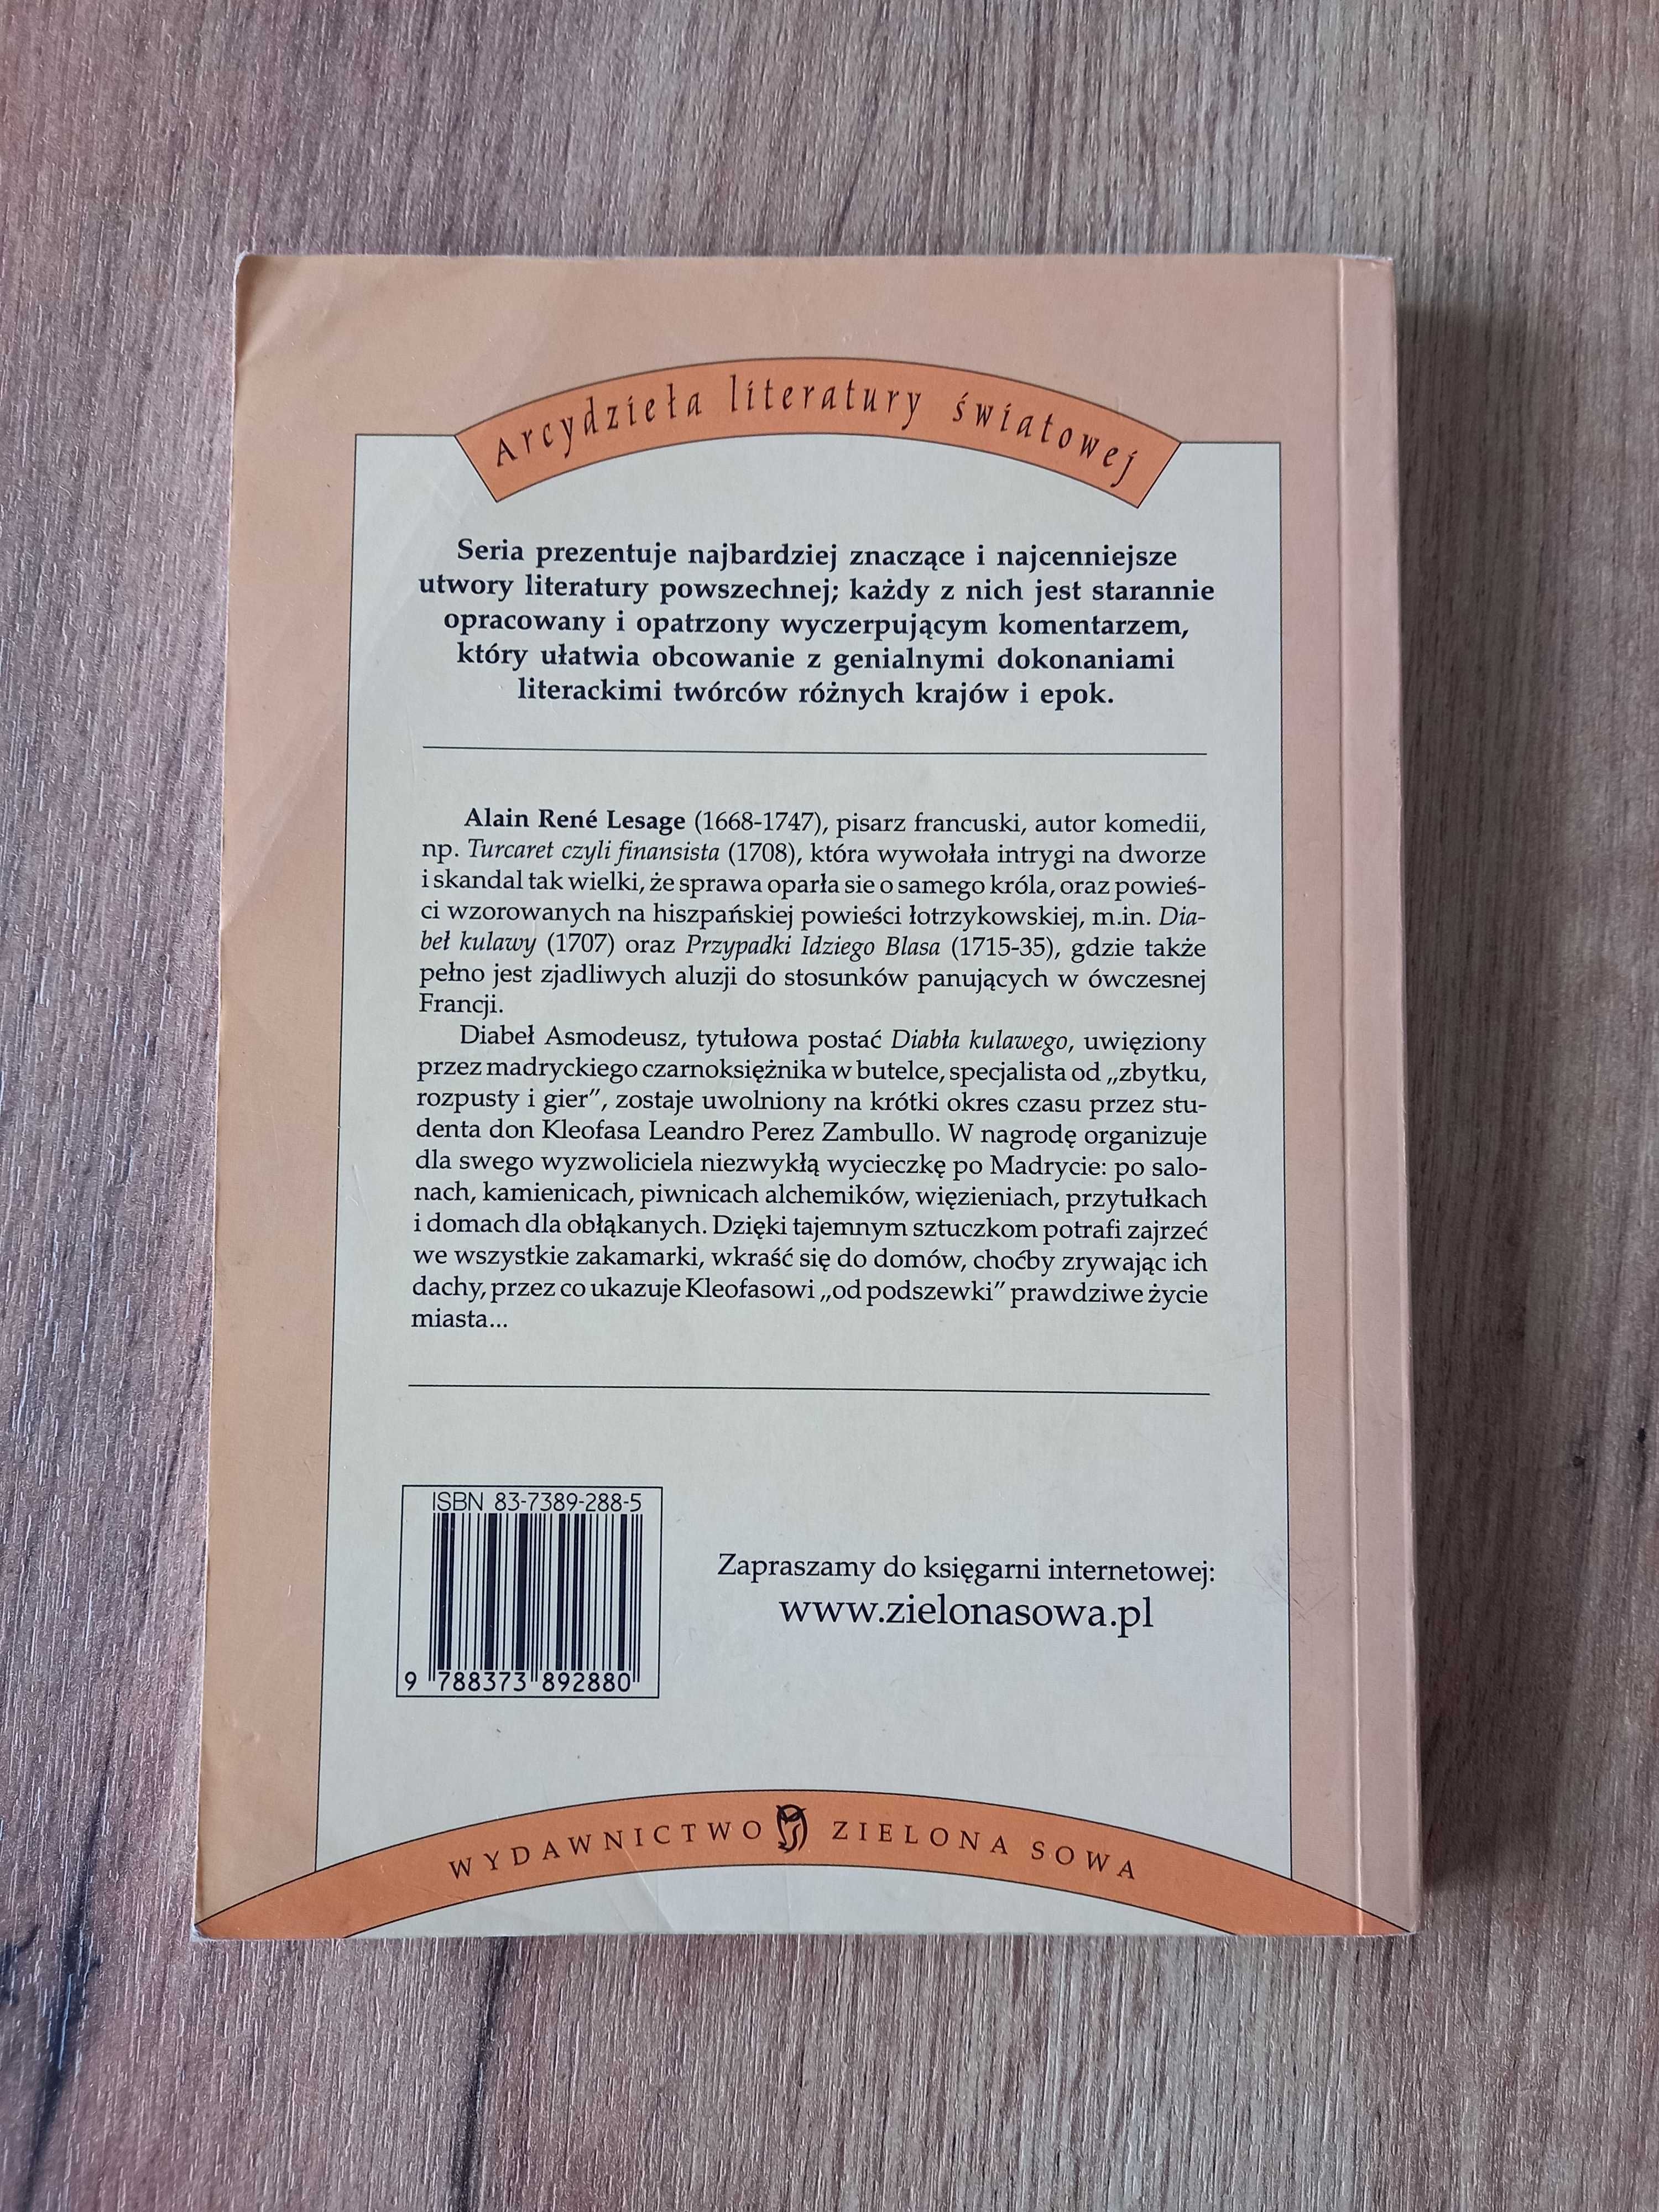 Arcydzieła literatury światowej
Seria prezentuje najbardziej znaczące i najcenniejsze
utwory literatury powszechnej; każdy z nich jest starannie
opracowany i opatrzony wyczerpującym komentarzem,
który ułatwia obcowanie z genialnymi dokonaniami
literackimi twórców różnych krajów i epok.
Alain René Lesage (1668-1747), pisarz francuski, autor komedii,
np. Turcaret czyli finansista (1708), która wywołała intrygi na dworze
i skandal tak wielki, że sprawa oparła sie o samego króla, oraz powieś-
ci wzorowanych na hiszpańskiej powieści łotrzykowskiej, m.in. Dia-
beł kulawy (1707) oraz Przypadki Idziego Blasa (1715-35), gdzie także
pełno jest zjadliwych aluzji do stosunków panujących w ówczesnej
Francji.
Diabeł Asmodeusz, tytułowa postać Diabła kulawego, uwięziony
przez madryckiego czarnoksiężnika w butelce, specjalista od „zbytku,
rozpusty i gier”, zostaje uwolniony na krótki okres czasu przez stu-
denta don Kleofasa Leandro Perez Zambullo. W nagrodę organizuje
dla swego wyzwoliciela niezwykłą wycieczkę po Madrycie: po salo-
nach, kamienicach, piwnicach alchemików, więzieniach, przytułkach
i domach dla obłąkanych. Dzięki tajemnym sztuczkom potrafi zajrzeć
we wszystkie zakamarki, wkraść się do domów, choćby zrywając ich
dachy, przez co ukazuje Kleofasowi „od podszewki” prawdziwe życie
miasta...
ISBN 83-7389-288-5
9 788373 892880
Zapraszamy do księgarni internetowej:
www.zielonasowa.pl
WYDAWNICTWO ZIELONA SOWA